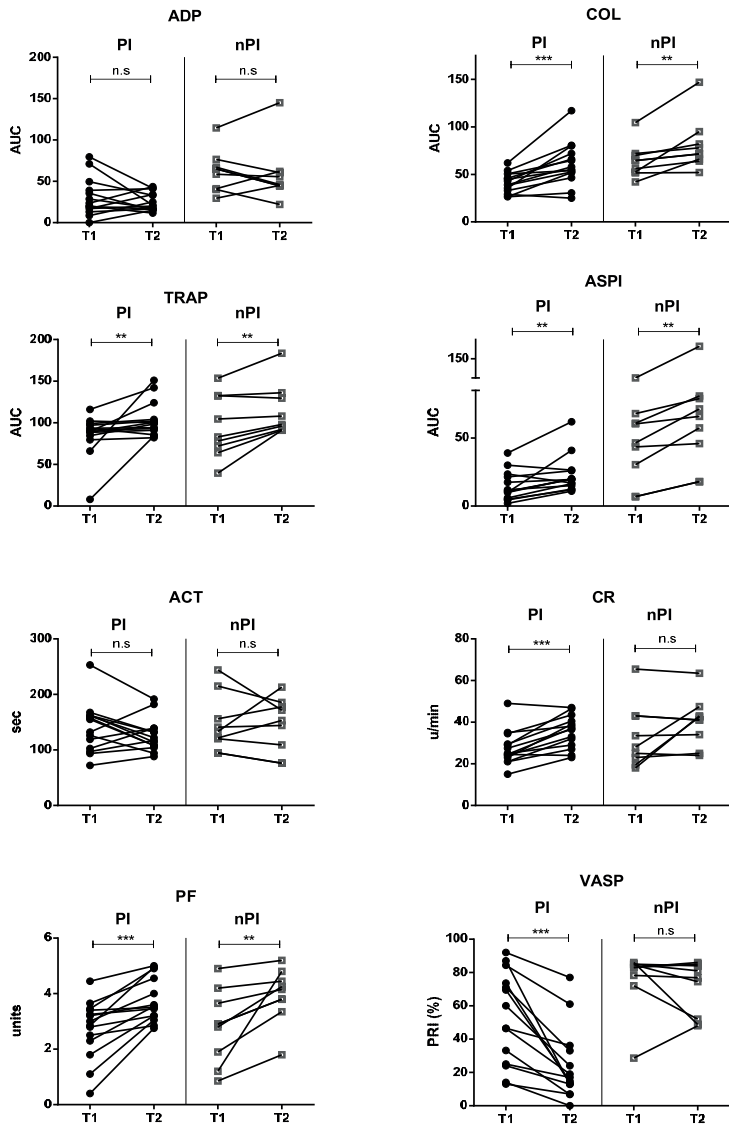 ADP
PI nPI
n.s n.s
200
150
100
50
0
AUC
T1 T2 T1 T2
COL
PI nPI
*** **
150
100
50
0
AUC
T1 T2 T1 T2
TRAP
PI nPI
** **
200
150
100
50
0
AUC
T1 T2 T1 T2
ASPI
PI nPI
** **
150
50
0
AUC
T1 T2 T1 T2
ACT
PI nPI
n.s n.s
300
200
100
0
sec
T1 T2 T1 T2
CR
PI nPI
*** n.s
80
60
40
20
0
u/min
T1 T2 T1 T2
PF
PI nPI
*** **
6
4
2
0
units
T1 T2 T1 T2
VASP
PI nPI
*** n.s
100
80
60
40
20
0
PRI (%)
T1 T2 T1 T2